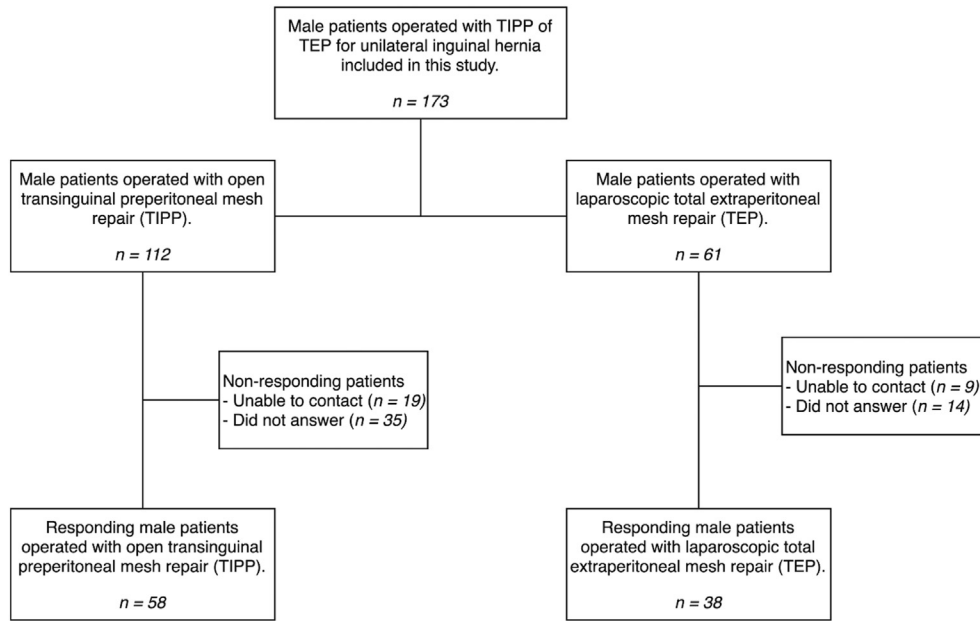 Male patients operated with TIPP of
TEP for unilateral inguinal hernia
included in this study.
n = 173
Male patients operated with open
transinguinal preperitoneal mesh
repair (TIPP).
n = 112
Male patients operated with
laparoscopic total extraperitoneal
mesh repair (TEP).
n = 61
Non-responding patients
- Unable to contact (n = 19)
- Did not answer (n = 35)
Non-responding patients
- Unable to contact (n = 9)
- Did not answer (n = 14)
Responding male patients
operated with open transinguinal
preperitoneal mesh repair (TIPP).
n = 58
Responding male patients
operated with laparoscopic total
extraperitoneal mesh repair (TEP).
n = 38